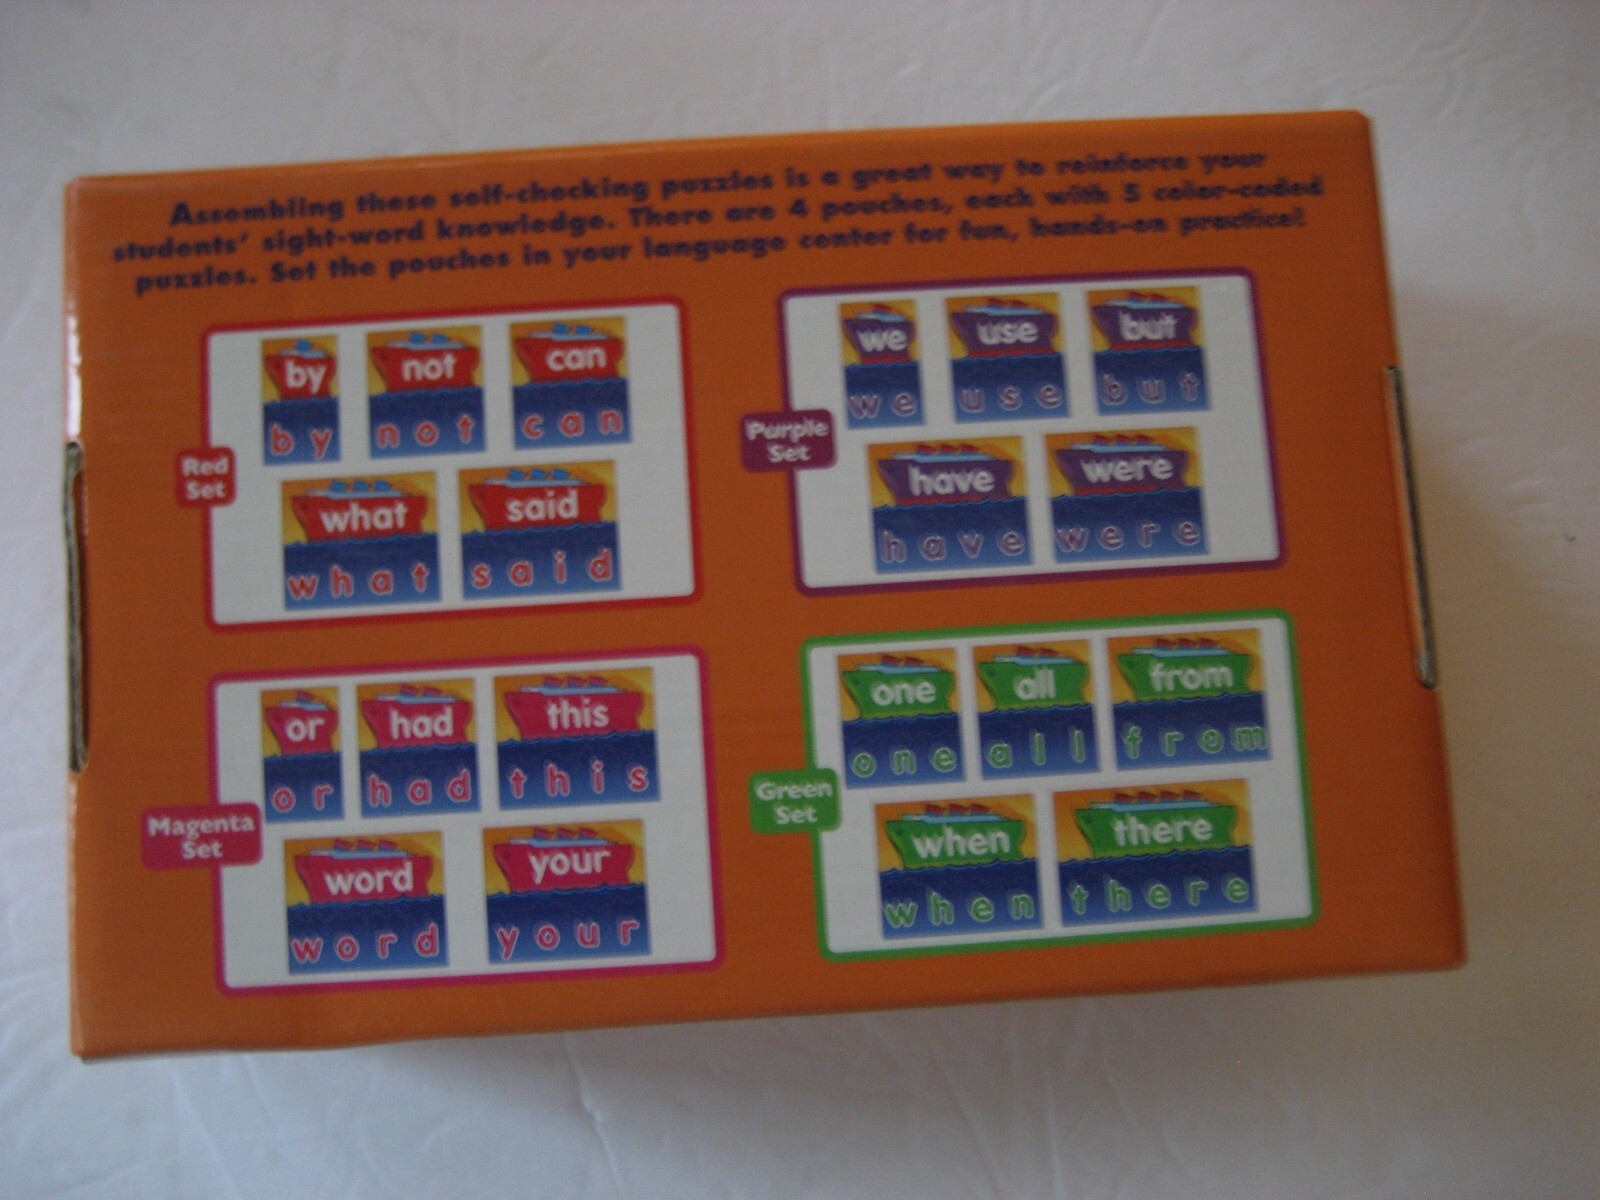 Assembling these self-checking puzzles is a great way to reinforce your
students' sight-word knowledge. There are 4 pouches, each with 5 color-coded
puzzles. Set the pouches in your language center for fun, hands-on practice!
Red
Set
by not can
by not can
what said
what said
Purple
Set
we use but
we use but
have were
have were
Magenta
Set
or had this
or had this
word your
word your
Green
Set
one all from
one all from
when there
when there